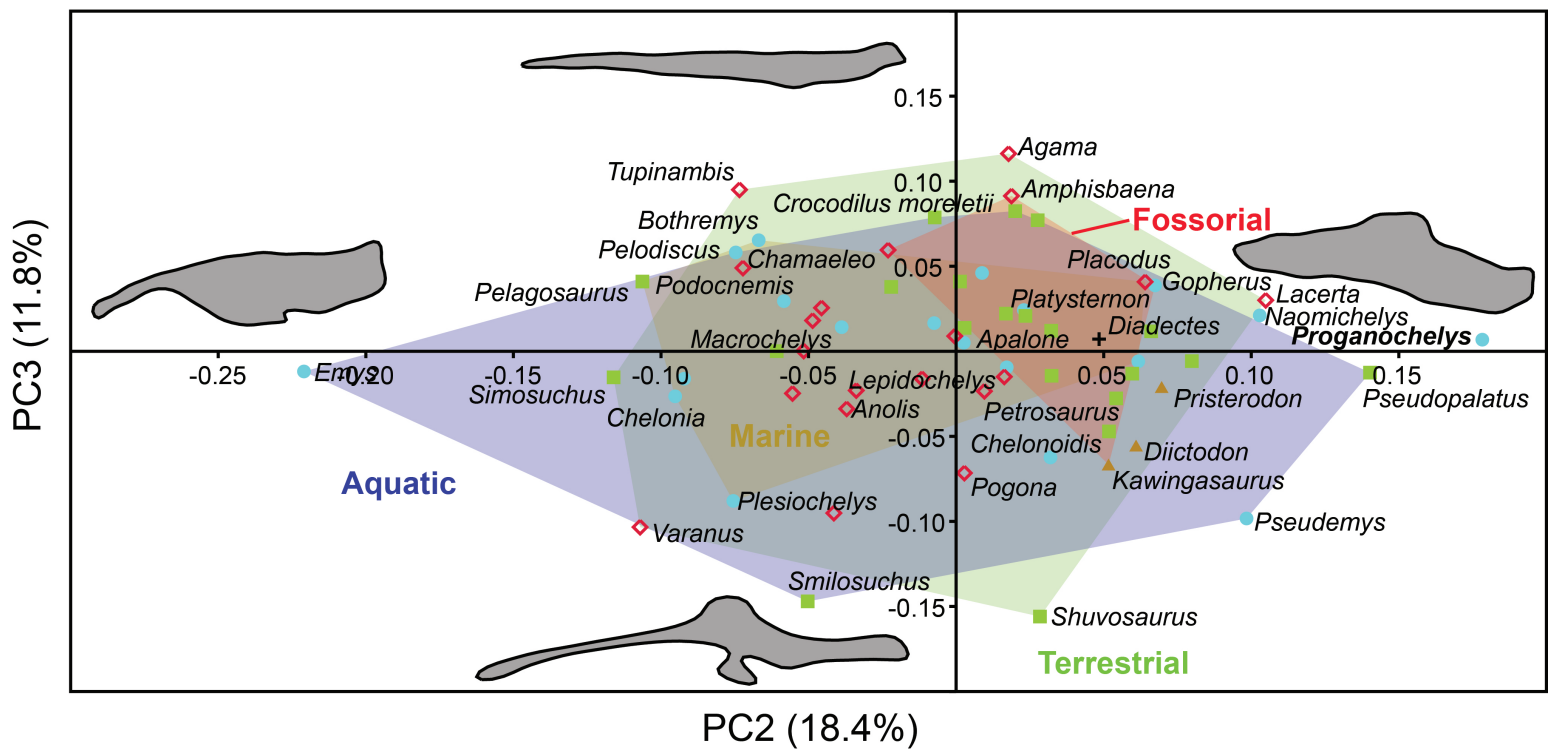 0.15
Agama
Tupinambis
0.10
Amphisbaena
Crocodilus moreletii
Fossorial
Bothremys
Pelodiscus
Chamaeleo
0.05
Placodus
Gopherus
Pelagosaurus
Podocnemis
Platysternon
Lacerta
Naomichelys
Macrochelys
Apalone
Diadectes
Proganochelys
-0.25
Emys
-0.20
-0.15
-0.10
-0.05
0.05
0.10
0.15
Simosuchus
Lepidochelys
Pristerodon
Pseudopalatus
Chelonia
Anolis
Petrosaurus
Marine
-0.05
Chelonoidis
Diictodon
Aquatic
Pogona
Kawingasaurus
Plesiochelys
-0.10
Pseudemys
Varanus
Smilosuchus
-0.15
Shuvosaurus
Terrestrial
PC3 (11.8%)
PC2 (18.4%)